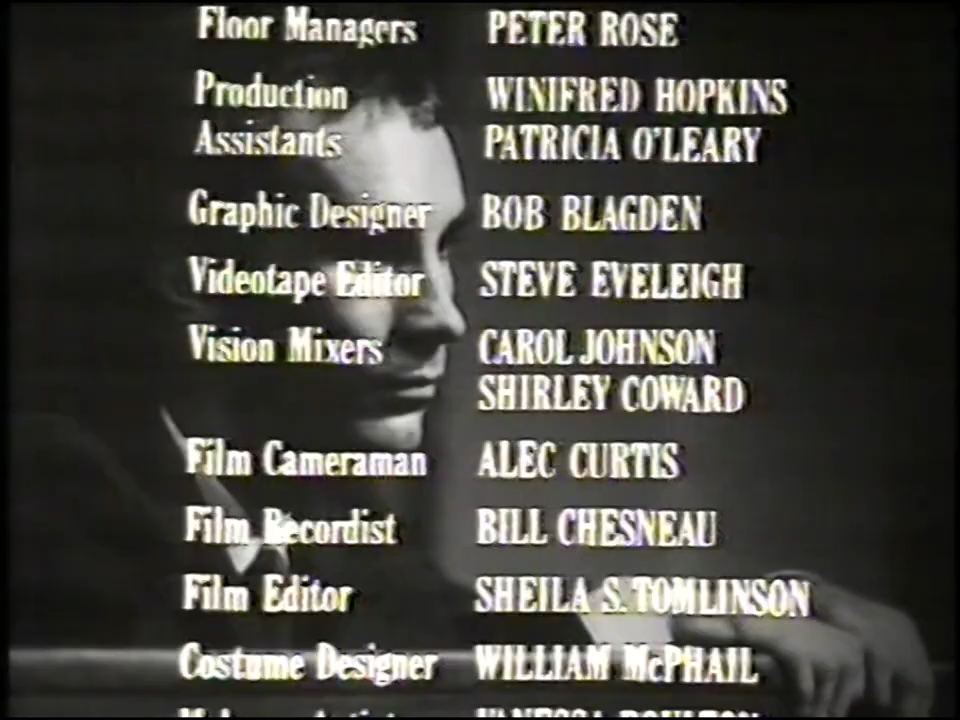 Floor Managers PETER ROSE
Production WINIFRED HOPKINS
Assistants PATRICIA O'LEARY
Graphic Designer BOB BLAGDEN
Videotape Editor STEVE EVELEIGH
Vision Mixers CAROL JOHNSON
SHIRLEY COWARD
Film Cameraman ALEC CURTIS
Film Recordist BILL CHESNEAU
Film Editor SHEILA S. TOMLINSON
Costume Designer WILLIAM McPHAIL